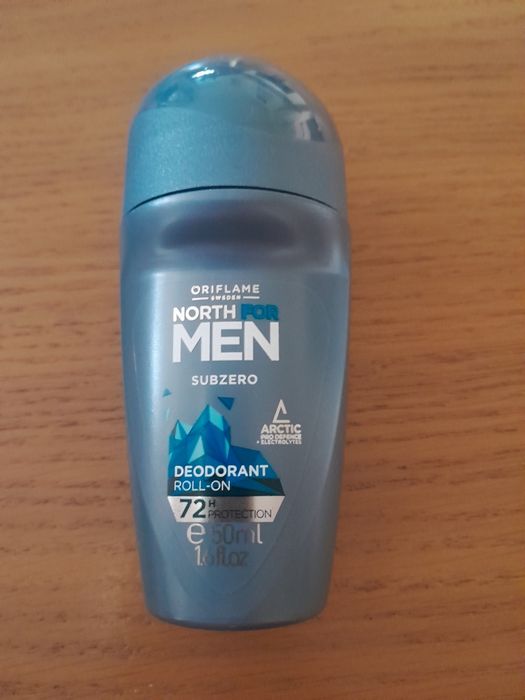 ORIFLAME
SWEDEN
NORTH FOR
MEN
SUBZERO
ARCTIC
PRO DEFENCE
+ ELECTROLYTES
DEODORANT
ROLL-ON
72H PROTECTION
e 50ml
1.6 fl.oz